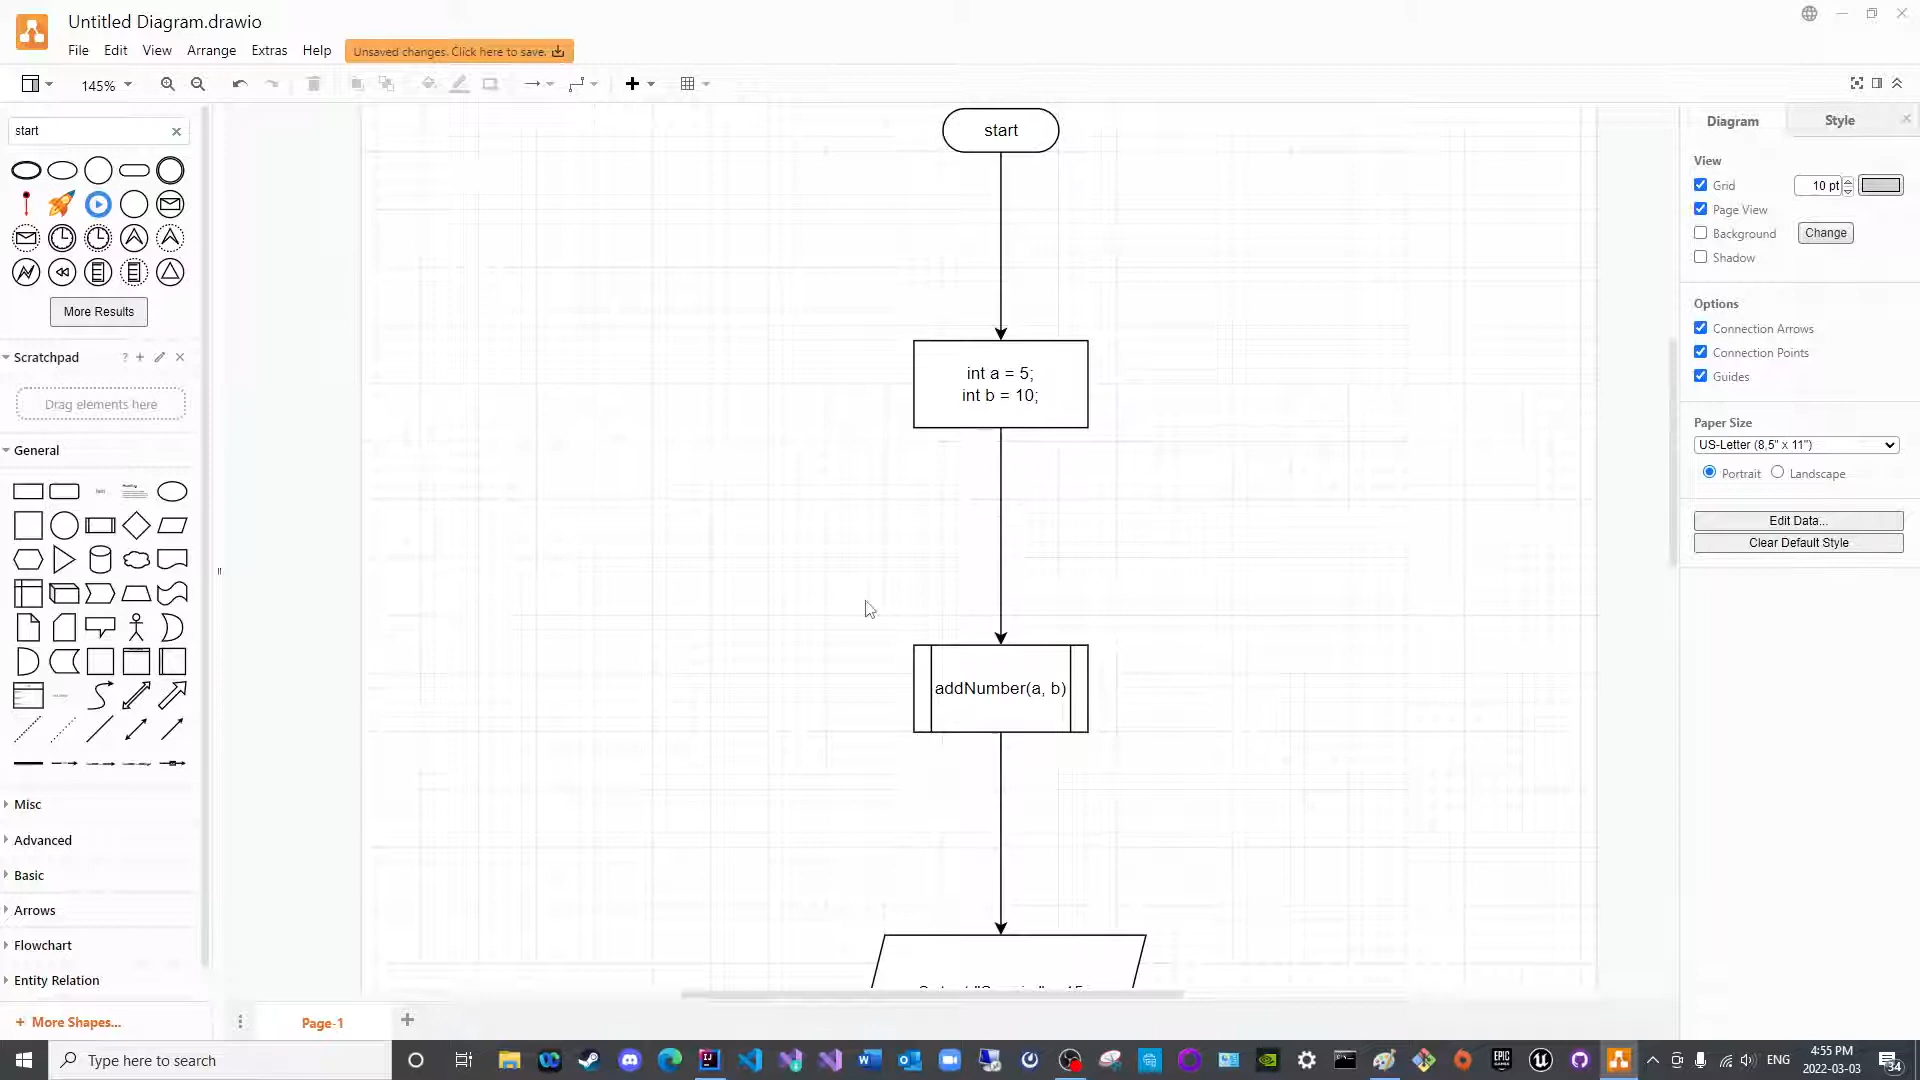 Untitled Diagram.drawio
File Edit View Arrange Extras Help Unsaved changes. Click here to save.
145%
start
Diagram Style
start
View
Grid 10 pt
Page View
Background Change
Shadow
More Results
Options
Connection Arrows
Connection Points
Guides
Scratchpad ?
int a = 5;
int b = 10;
Drag elements here
Paper Size
US-Letter (8,5" x 11")
Portrait Landscape
General
Edit Data...
Clear Default Style
addNumber(a, b)
Misc
Advanced
Basic
Arrows
Flowchart
Entity Relation
More Shapes...
Page-1
Type here to search
ENG
4:55 PM
2022-03-03
34